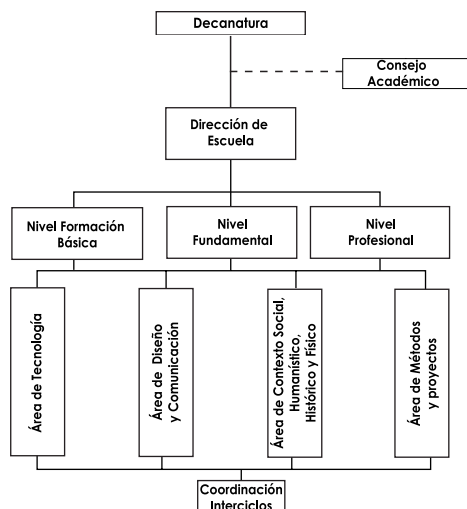 Decanatura
Consejo
Académico
Dirección de
Escuela
Nivel Formación
Básica
Nivel
Fundamental
Nivel
Profesional
Área de Tecnología
Área de Diseño
y Comunicación
Área de Contexto Social,
Humanístico,
Histórico y Físico
Área de Métodos
y proyectos
Coordinación
Interciclos